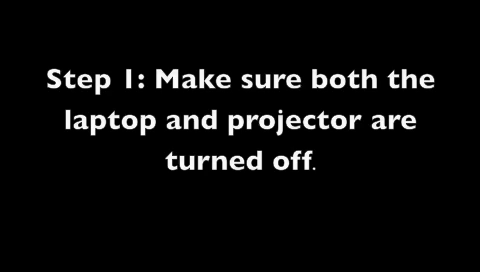 Step 1: Make sure both the
laptop and projector are
turned off.